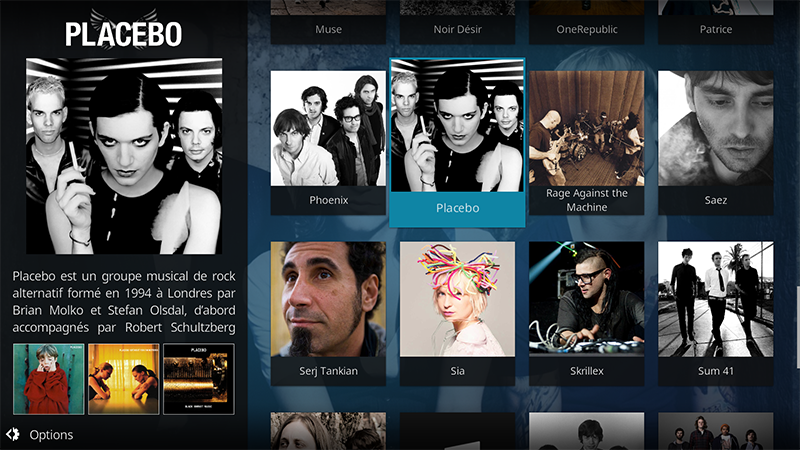 PLACEBO
Placebo est un groupe musical de rock
alternatif formé en 1994 à Londres par
Brian Molko et Stefan Olsdal, d'abord
accompagnés par Robert Schultzberg
PLACEBO
Options
Muse
Noir Désir
OneRepublic
Patrice
Phoenix
Placebo
Rage Against the
Machine
Saez
Serj Tankian
Sia
Skrillex
Sum 41